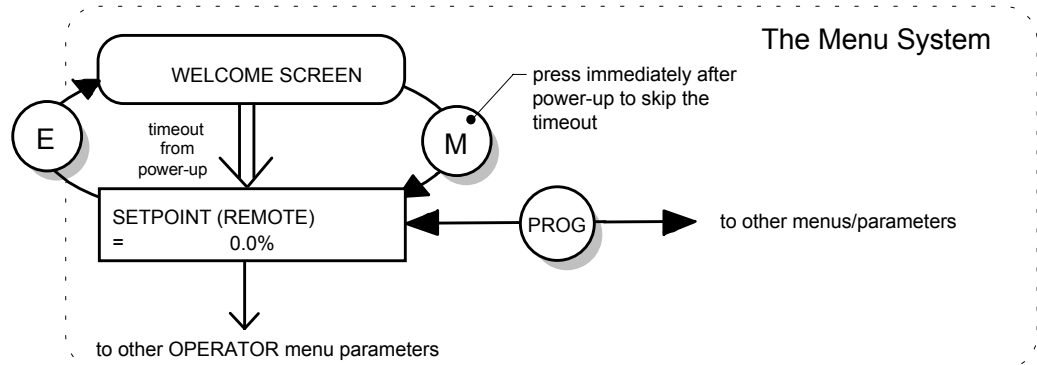 The Menu System
WELCOME SCREEN
press immediately after
power-up to skip the
timeout
E
timeout
from
power-up
M
SETPOINT (REMOTE)
= 0.0%
PROG
to other menus/parameters
to other OPERATOR menu parameters